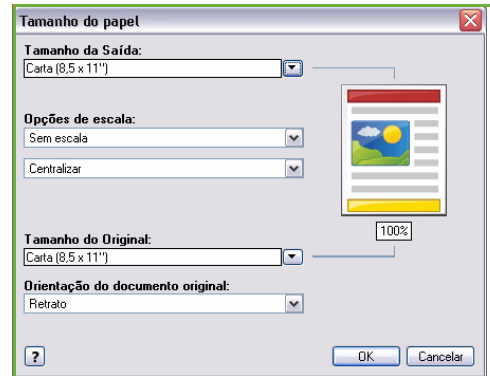 Tamanho do papel
Tamanho da Saída:
Carta (8,5 x 11")
Opções de escala:
Sem escala
Centralizar
100%
Tamanho do Original:
Carta (8,5 x 11")
Orientação do documento original:
Retrato
?
OK
Cancelar